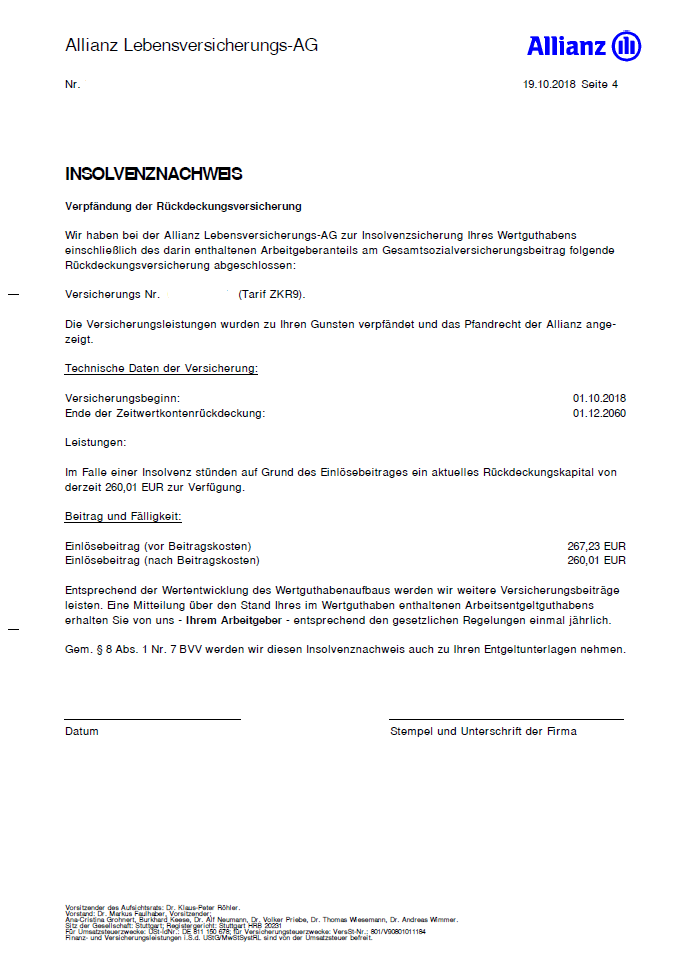 Allianz Lebensversicherungs-AG
Allianz
Nr.
19.10.2018 Seite 4
INSOLVENZNACHWEIS
Verpfändung der Rückdeckungsversicherung
Wir haben bei der Allianz Lebensversicherungs-AG zur Insolvenzsicherung Ihres Wertguthabens
einschließlich des darin enthaltenen Arbeitgeberanteils am Gesamtsozialversicherungsbeitrag folgende
Rückdeckungsversicherung abgeschlossen:
Versicherungs Nr. (Tarif ZKR9).
Die Versicherungsleistungen wurden zu Ihren Gunsten verpfändet und das Pfandrecht der Allianz ange-
zeigt.
Technische Daten der Versicherung:
Versicherungsbeginn: 01.10.2018
Ende der Zeitwertkontenrückdeckung: 01.12.2060
Leistungen:
Im Falle einer Insolvenz stünden auf Grund des Einlösebeitrages ein aktuelles Rückdeckungskapital von
derzeit 260,01 EUR zur Verfügung.
Beitrag und Fälligkeit:
Einlösebeitrag (vor Beitragskosten) 267,23 EUR
Einlösebeitrag (nach Beitragskosten) 260,01 EUR
Entsprechend der Wertentwicklung des Wertguthabenaufbaus werden wir weitere Versicherungsbeiträge
leisten. Eine Mitteilung über den Stand Ihres im Wertguthaben enthaltenen Arbeitsentgeltguthabens
erhalten Sie von uns - Ihrem Arbeitgeber - entsprechend den gesetzlichen Regelungen einmal jährlich.
Gem. § 8 Abs. 1 Nr. 7 BVV werden wir diesen Insolvenznachweis auch zu Ihren Entgeltunterlagen nehmen.
Datum
Stempel und Unterschrift der Firma
Vorsitzender des Aufsichtsrats: Dr. Klaus-Peter Röhler.
Vorstand: Dr. Markus Faulhaber, Vorsitzender;
Ana-Cristina Grohnert, Burkhard Keese, Dr. Alf Neumann, Dr. Volker Priebe, Dr. Thomas Wiesemann, Dr. Andreas Wimmer.
Sitz der Gesellschaft: Stuttgart; Registergericht: Stuttgart HRB 20231
Für Umsatzsteuerzwecke: USt-IdNr.: DE 811 150 678; für Versicherungsteuerzwecke: VersSt-Nr.: 801/V90801011184
Finanz- und Versicherungsleistungen i.S.d. UStG/MwStSystRL sind von der Umsatzsteuer befreit.